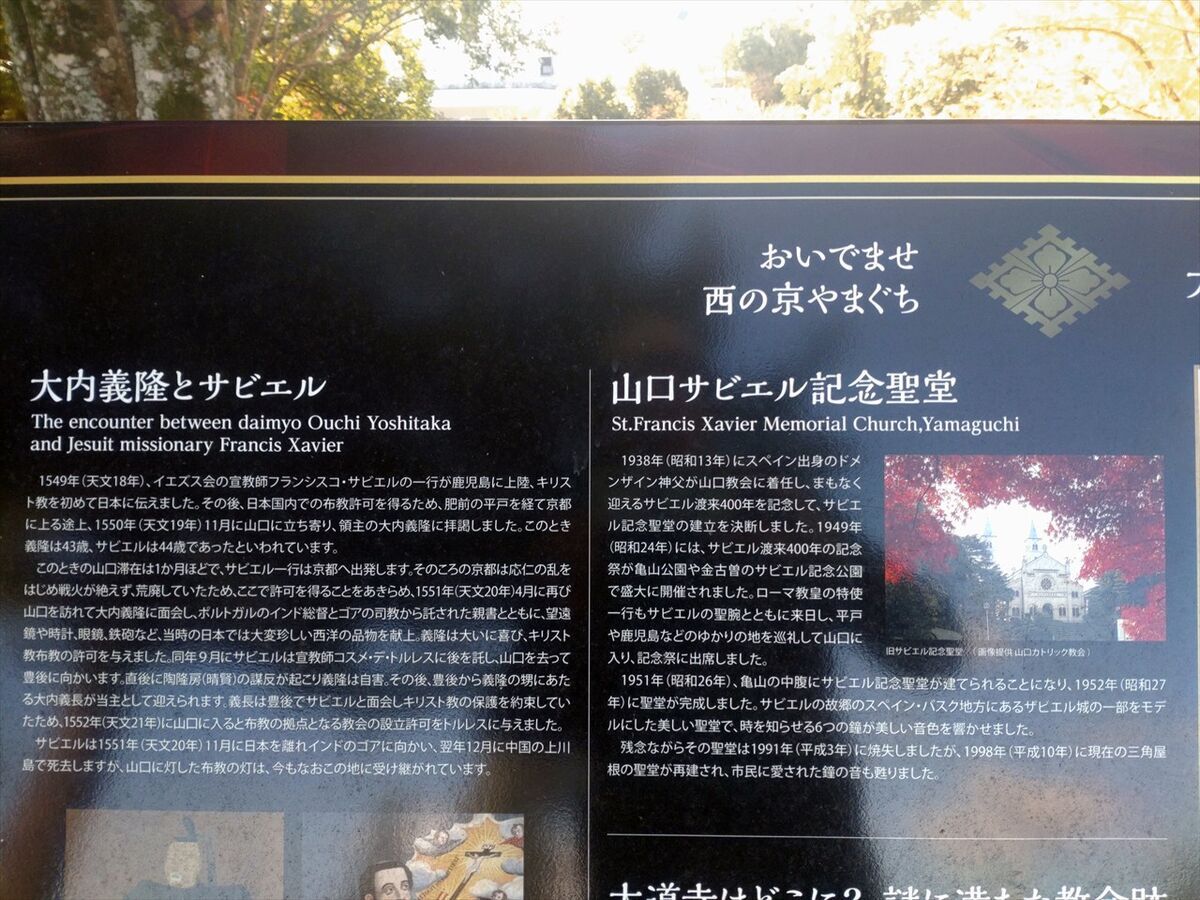 おいでませ
西の京やまぐち
大内義隆とサビエル
The encounter between daimyo Ouchi Yoshitaka
and Jesuit missionary Francis Xavier
1549年(天文18年)、イエズス会の宣教師フランシスコ・サビエルの一行が鹿児島に上陸、キリス
ト教を初めて日本に伝えました。その後、日本国内での布教許可を得るため、肥前の平戸を経て京都
に上る途上、1550年(天文19年)11月に山口に立ち寄り、領主の大内義隆に拝謁しました。このとき
義隆は43歳、サビエルは44歳であったといわれています。
このときの山口滞在は1か月ほどで、サビエル一行は京都へ出発します。そのころの京都は応仁の乱を
はじめ戦火が絶えず、荒廃していたため、ここで許可を得ることをあきらめ、1551年(天文20年)4月に再び
山口を訪れて大内義隆に面会し、ポルトガルのインド総督とゴアの司教から託された親書とともに、望遠
鏡や時計、眼鏡、鉄砲など、当時の日本では大変珍しい西洋の品物を献上。義隆は大いに喜び、キリスト
教布教の許可を与えました。同年9月にサビエルは宣教師コスメ・デ・トルレスに後を託し、山口を去って
豊後に向かいます。直後に陶隆房(晴賢)の謀反が起こり義隆は自害。その後、豊後から義隆の甥にあた
る大内義長が当主として迎えられます。義長は豊後でサビエルと面会しキリスト教の保護を約束してい
たため、1552年(天文21年)に山口に入ると布教の拠点となる教会の設立許可をトルレスに与えました。
サビエルは1551年(天文20年)11月に日本を離れインドのゴアに向かい、翌年12月に中国の上川
島で死去しますが、山口に灯した布教の灯は、今もなおこの地に受け継がれています。
山口サビエル記念聖堂
St.Francis Xavier Memorial Church,Yamaguchi
1938年(昭和13年)にスペイン出身のドメ
ンザイン神父が山口教会に着任し、まもなく
迎えるサビエル渡来400年を記念して、サビエ
ル記念聖堂の建立を決断しました。1949年
(昭和24年)には、サビエル渡来400年の記念
祭が亀山公園や金古曽のサビエル記念公園
で盛大に開催されました。ローマ教皇の特使
一行もサビエルの聖腕とともに来日し、平戸
や鹿児島などのゆかりの地を巡礼して山口に
入り、記念祭に出席しました。
旧サビエル記念聖堂 (画像提供 山口カトリック教会)
1951年(昭和26年)、亀山の中腹にサビエル記念聖堂が建てられることになり、1952年(昭和27
年)に聖堂が完成しました。サビエルの故郷のスペイン・バスク地方にあるサビエル城の一部をモデ
ルにした美しい聖堂で、時を知らせる6つの鐘が美しい音色を響かせました。
残念ながらその聖堂は1991年(平成3年)に焼失しましたが、1998年(平成10年)に現在の三角屋
根の聖堂が再建され、市民に愛された鐘の音も甦りました。
大道寺はどこに? 謎に満ちた教会跡